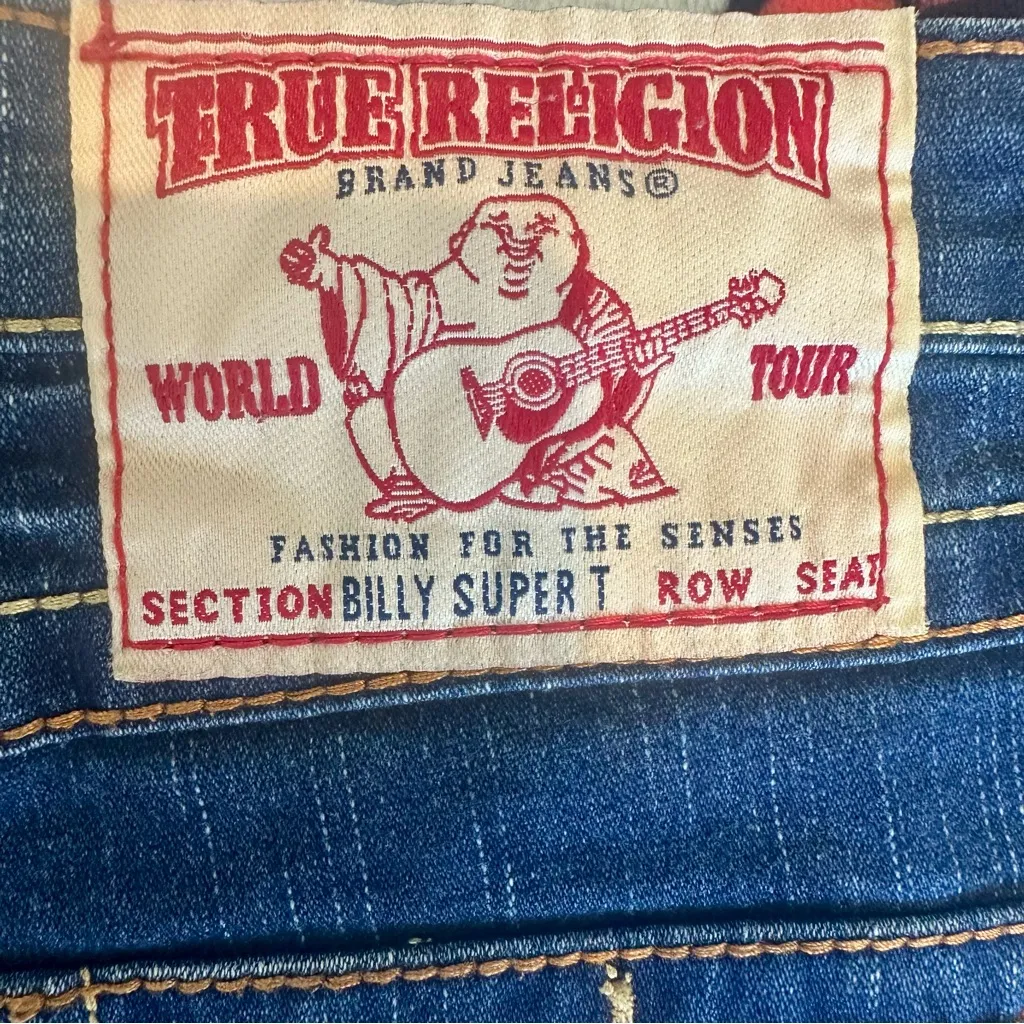 TRUE RELIGION
BRAND JEANS®
WORLD TOUR
FASHION FOR THE SENSES
SECTION BILLY SUPER T ROW SEAT